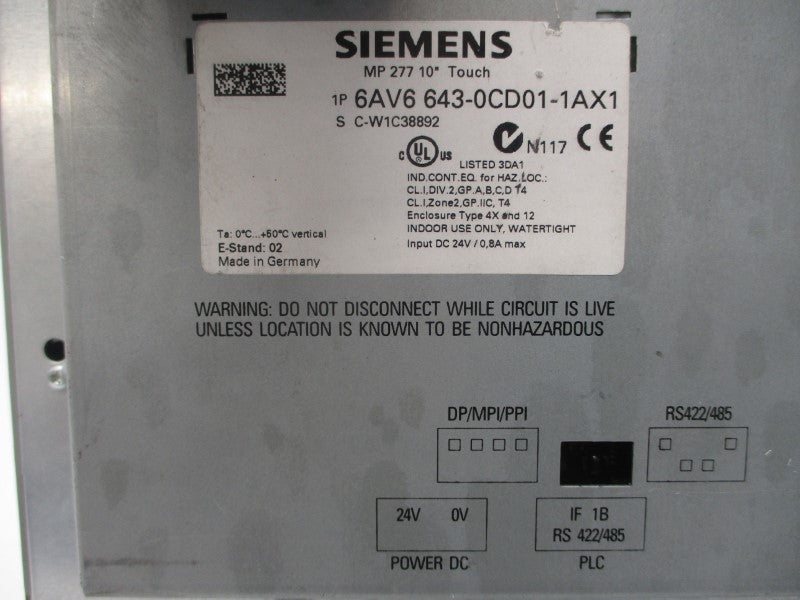 SIEMENS
MP 277 10" Touch
1P 6AV6 643-0CD01-1AX1
S C-W1C38892
C UL US
N117 CE
LISTED 3DA1
IND.CONT.EQ. for HAZ.LOC.:
CL.I,DIV.2,GP.A,B,C,D T4
CL.I,Zone2,GP.IIC, T4
Enclosure Type 4X and 12
INDOOR USE ONLY, WATERTIGHT
Input DC 24V / 0,8A max
Ta: 0°C...+50°C vertical
E-Stand: 02
Made in Germany
WARNING: DO NOT DISCONNECT WHILE CIRCUIT IS LIVE
UNLESS LOCATION IS KNOWN TO BE NONHAZARDOUS
DP/MPI/PPI
RS422/485
24V 0V
POWER DC
IF 1B
RS 422/485
PLC